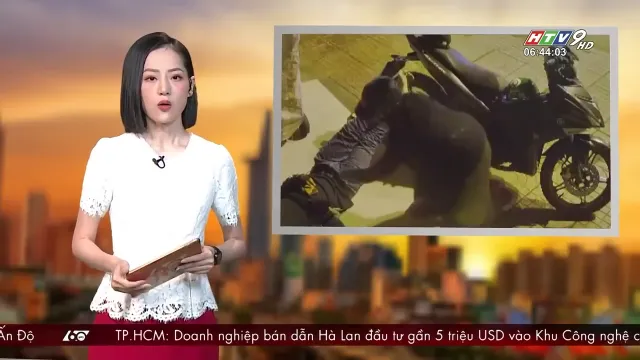 HTV9 HD
06:44:03
Ấn Độ 60 TP.HCM: Doanh nghiệp bán dẫn Hà Lan đầu tư gần 5 triệu USD vào Khu Công nghệ c